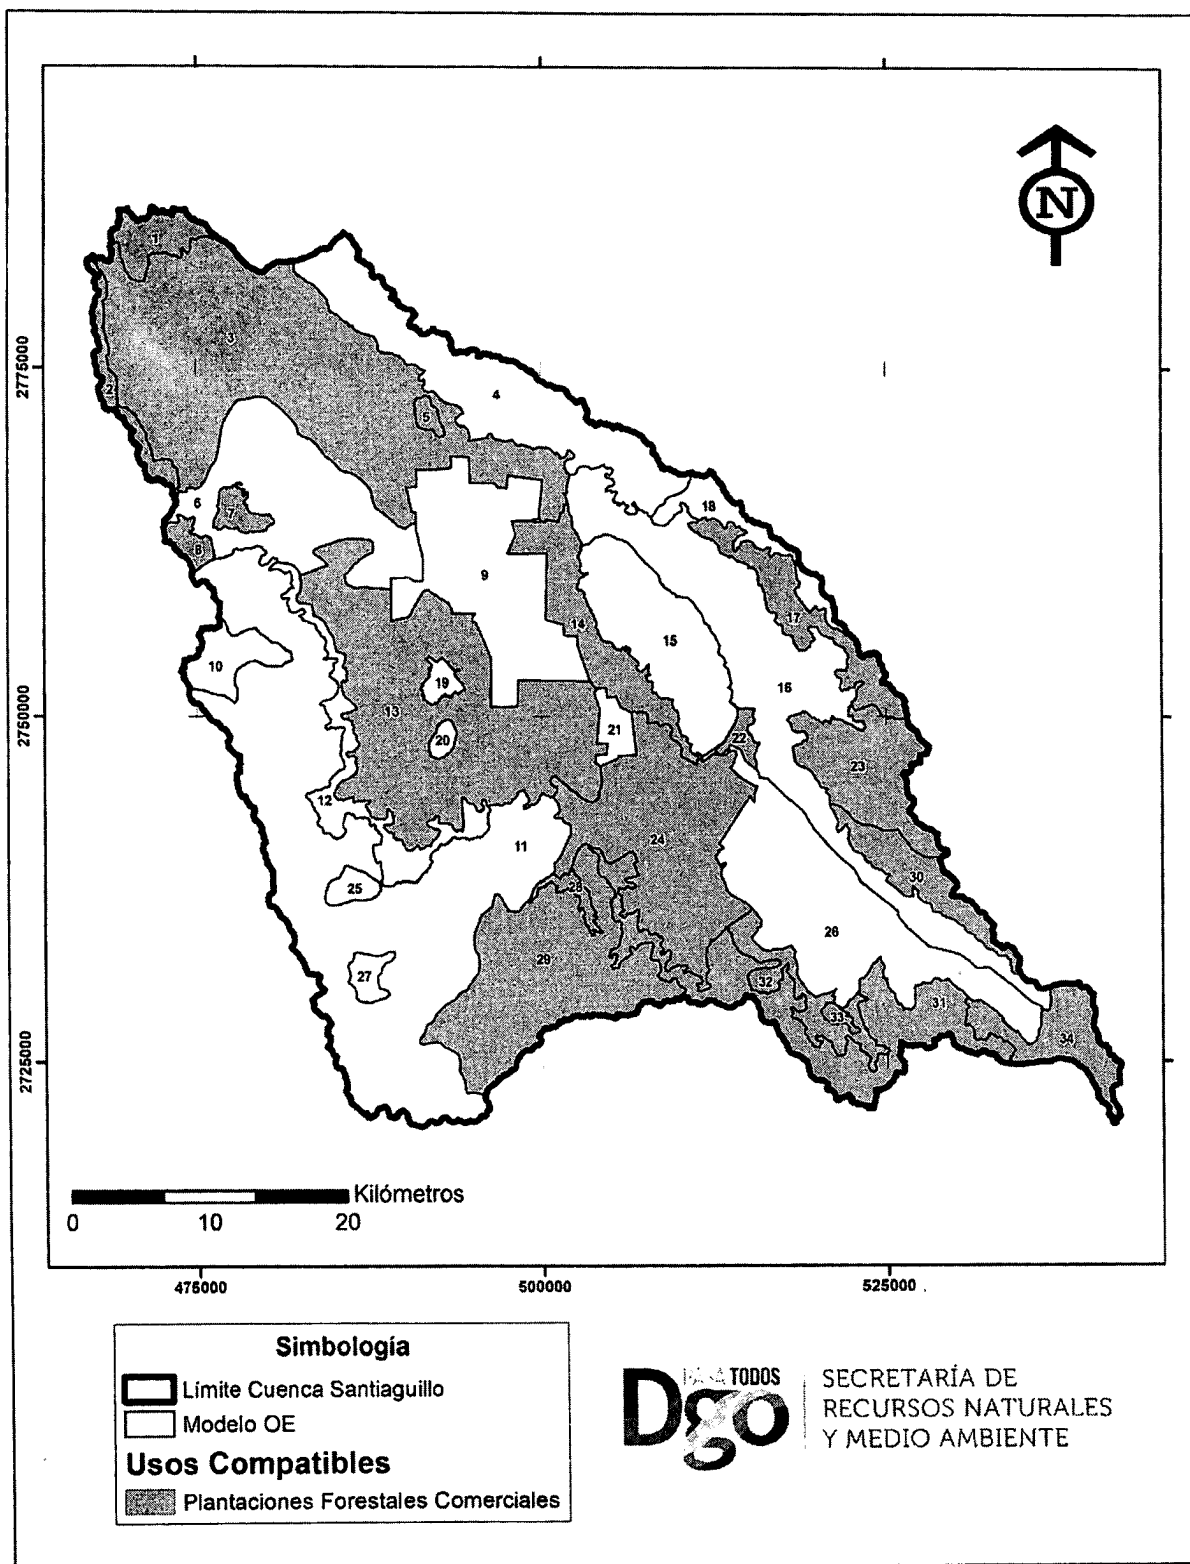 N
1
3
2
4
5
6
7
8
9
18
17
14
15
10
19
16
13
20
21
22
23
12
11
24
25
28
30
26
27
29
32
33
31
34
2775000
2750000
2725000
Kilómetros
0 10 20
475000 500000 525000
Simbología
Límite Cuenca Santiaguillo
Modelo OE
Usos Compatibles
Plantaciones Forestales Comerciales
PARA TODOS
Dgo
SECRETARÍA DE
RECURSOS NATURALES
Y MEDIO AMBIENTE